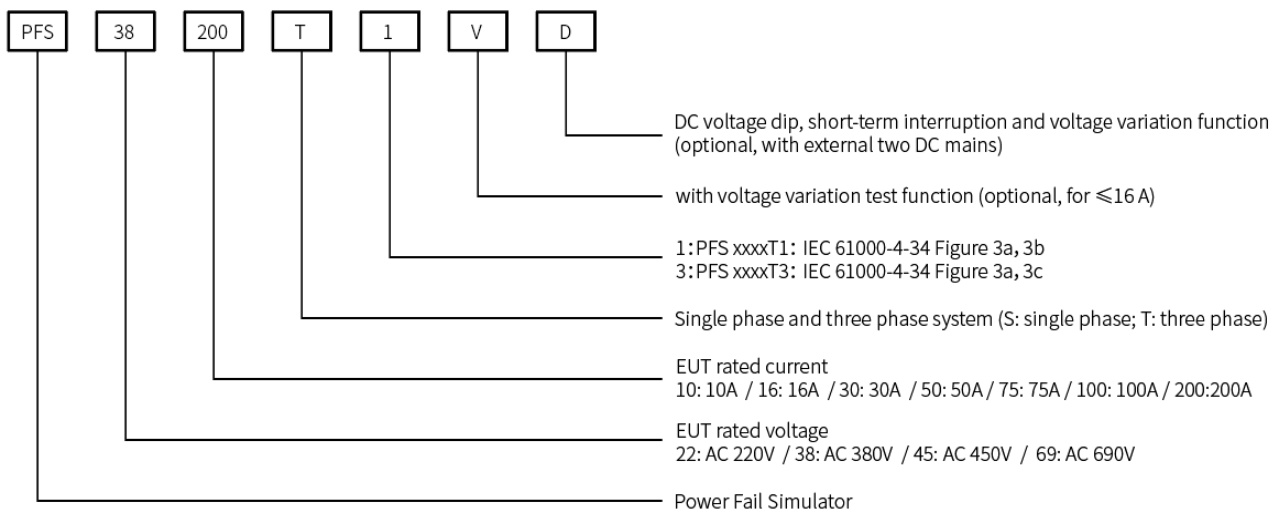 PFS 38 200 T 1 V D
DC voltage dip, short-term interruption and voltage variation function
(optional, with external two DC mains)
with voltage variation test function (optional, for ≤16 A)
1:PFS xxxxT1: IEC 61000-4-34 Figure 3a, 3b
3:PFS xxxxT3: IEC 61000-4-34 Figure 3a, 3c
Single phase and three phase system (S: single phase; T: three phase)
EUT rated current
10: 10A / 16: 16A / 30: 30A / 50: 50A / 75: 75A / 100: 100A / 200:200A
EUT rated voltage
22: AC 220V / 38: AC 380V / 45: AC 450V / 69: AC 690V
Power Fail Simulator